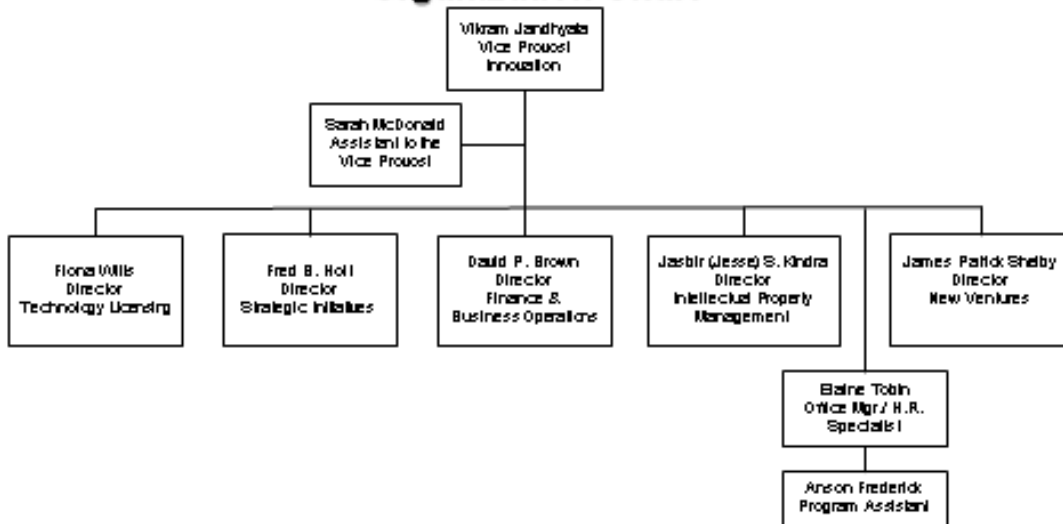 Vikram Jandhyala
Vice Provost
Innovation
Sarah McDonald
Assistant to the
Vice Provost
Fiona Wills
Director
Technology Licensing
Fred B. Holt
Director
Strategic Initiatives
David P. Brown
Director
Finance &
Business Operations
Jasbir (Jesse) S. Kindra
Director
Intellectual Property
Management
James Patrick Shelby
Director
New Ventures
Elaine Tobin
Office Mgr./ H.R.
Specialist
Anson Frederick
Program Assistant